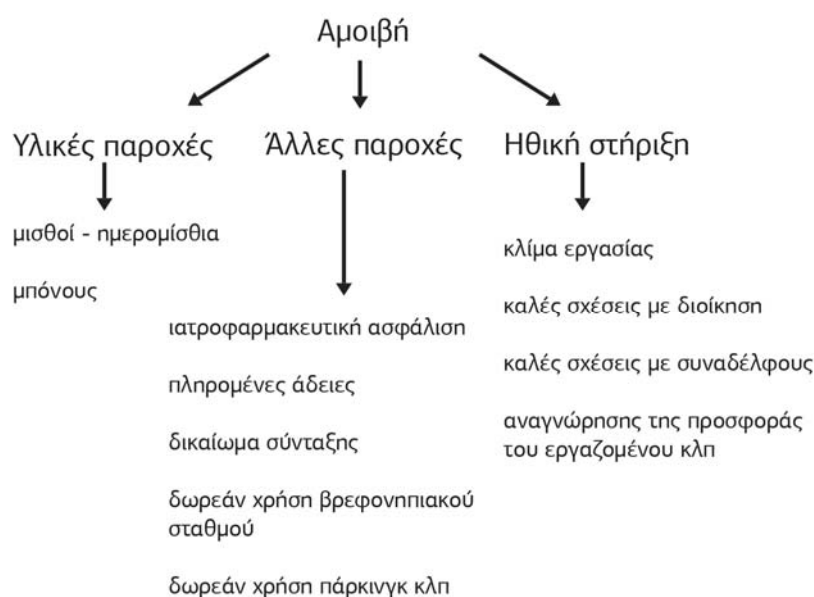 Αμοιβή
Υλικές παροχές
Άλλες παροχές
Ηθική στήριξη
μισθοί - ημερομίσθια
μπόνους
ιατροφαρμακευτική ασφάλιση
πληρομένες άδειες
δικαίωμα σύνταξης
δωρεάν χρήση βρεφονηπιακού
σταθμού
δωρεάν χρήση πάρκινγκ κλπ
κλίμα εργασίας
καλές σχέσεις με διοίκηση
καλές σχέσεις με συναδέλφους
αναγνώρησης της προσφοράς
του εργαζομένου κλπ